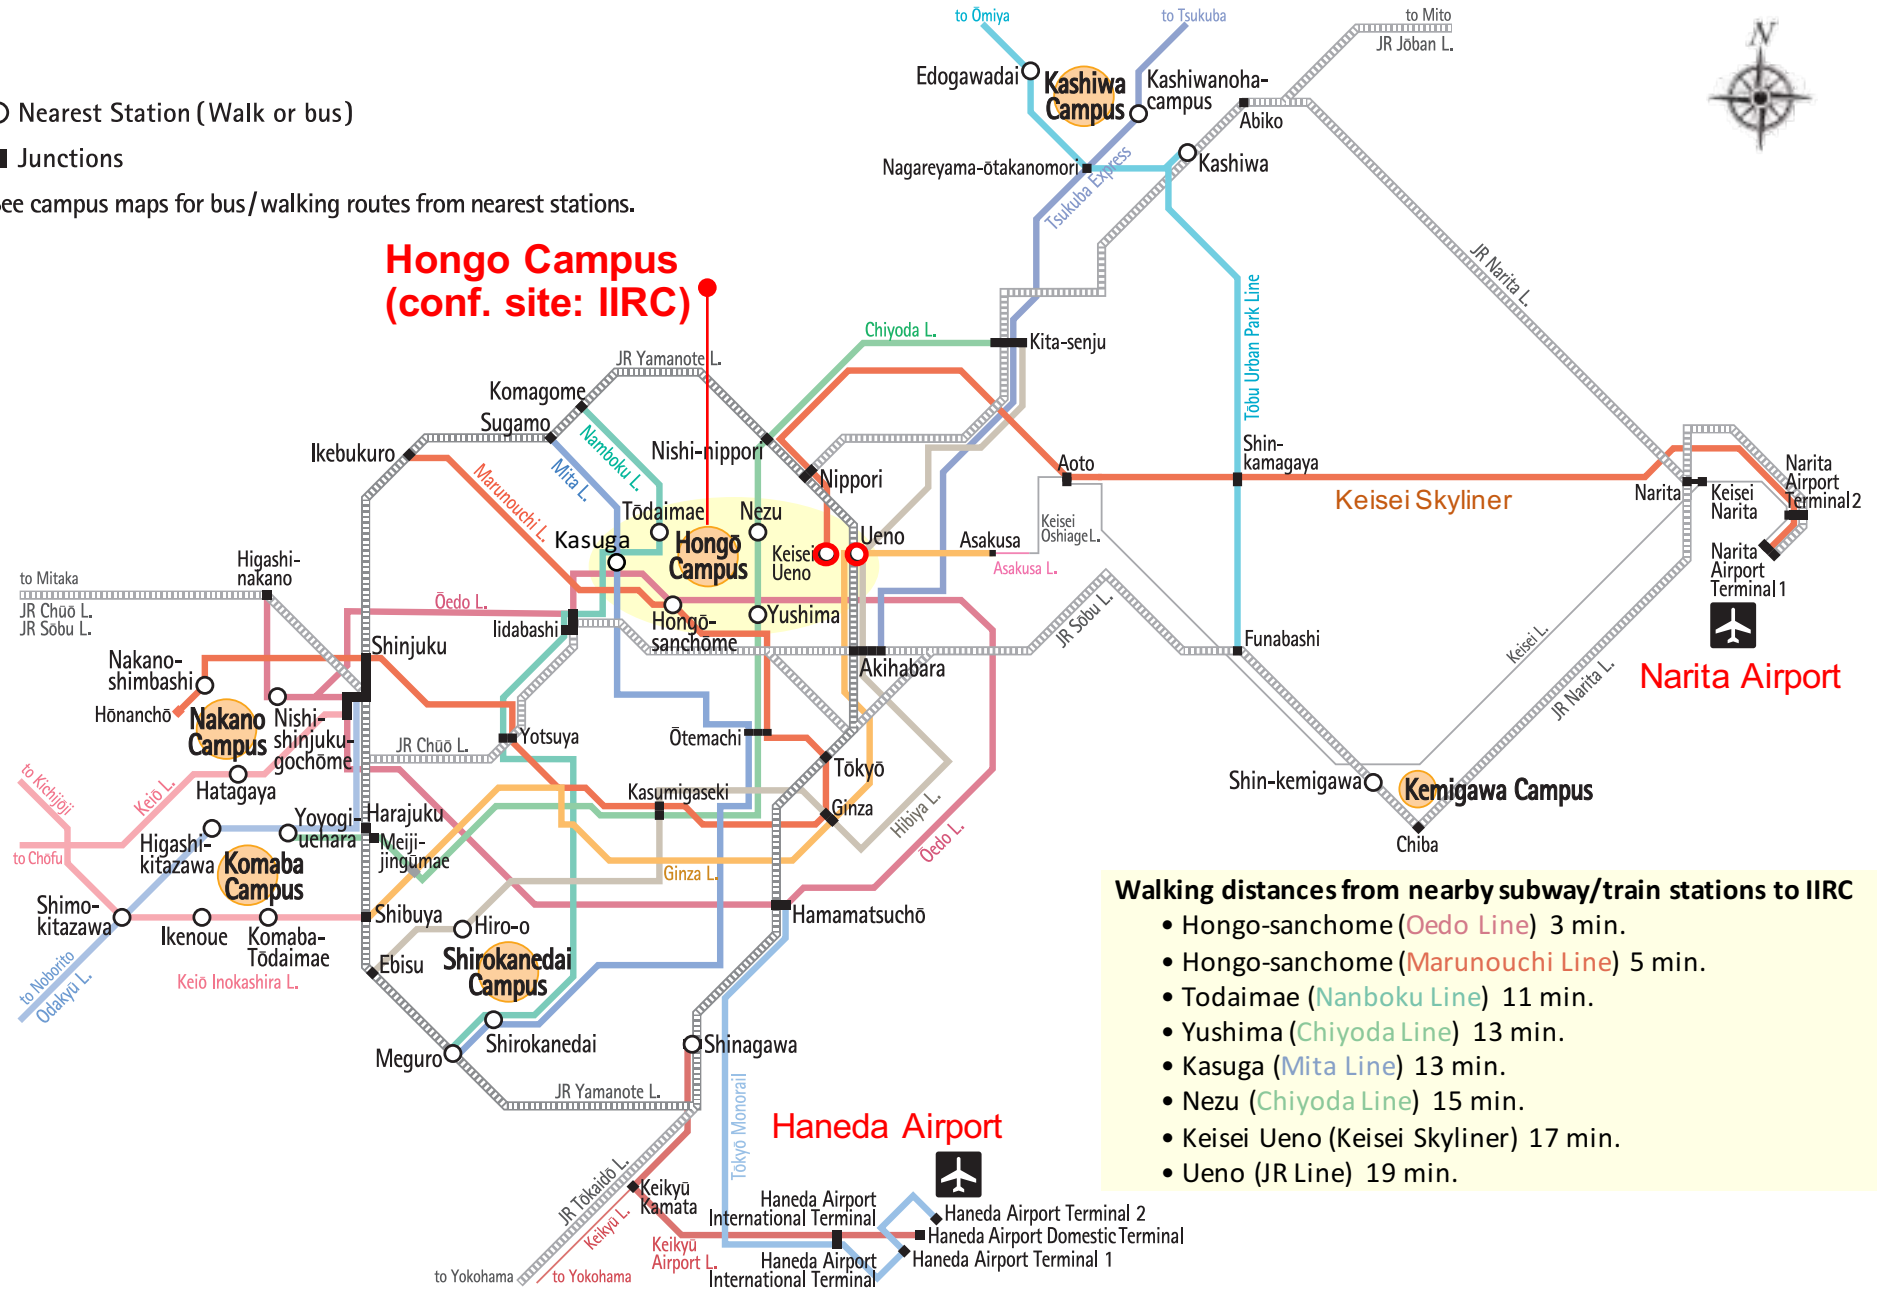 to Ōmiya
to Tsukuba
to Mito
JR Jōban L.
N
Edogawadai
Kashiwa
Campus
Kashiwanoha-
campus
Abiko
Nearest Station (Walk or bus)
Junctions
See campus maps for bus/walking routes from nearest stations.
Nagareyama-ōtakanomori
Kashiwa
Tsukuba Express
Hongo Campus
(conf. site: IIRC)
JR Narita L.
Tōbu Urban Park Line
Chiyoda L.
Kita-senju
JR Yamanote L.
Komagome
Sugamo
Ikebukuro
Namboku L.
Mita L.
Marunouchi L.
Nishi-nippori
Nippori
Aoto
Shin-
kamagaya
Keisei Skyliner
Narita
Keisei
Narita
Narita
Airport
Terminal 2
Narita
Airport
Terminal 1
Narita Airport
Tōdaimae
Nezu
Kasuga
Hongō
Campus
Keisei
Ueno
Ueno
Asakusa
Asakusa L.
Keisei
Oshiage L.
Higashi-
nakano
to Mitaka
JR Chūō L.
JR Sōbu L.
Ōedo L.
Iidabashi
Hongō-
sanchōme
Yushima
Akihabara
JR Sōbu L.
Funabashi
Keisei L.
JR Narita L.
Shinjuku
Nakano-
shimbashi
Hōnanchō
Nakano
Campus
Nishi-
shinjuku-
gochōme
JR Chūō L.
Yotsuya
Ōtemachi
Tōkyō
Kasumigaseki
Ginza
Hibiya L.
Ōedo L.
Shin-kemigawa
Kemigawa Campus
Chiba
to Kichijōji
Keiō L.
Hatagaya
to Chōfu
Yoyogi-
uehara
Harajuku
Meiji-
jingūmae
Higashi-
kitazawa
Komaba
Campus
Ginza L.
Shimo-
kitazawa
Ikenoue
Komaba-
Tōdaimae
Shibuya
Keiō Inokashira L.
to Noborito
Odakyū L.
Ebisu
Hiro-o
Shirokanedai
Campus
Hamamatsuchō
Meguro
Shirokanedai
Shinagawa
JR Yamanote L.
Tōkyō Monorail
Walking distances from nearby subway/train stations to IIRC
• Hongo-sanchome (Oedo Line) 3 min.
• Hongo-sanchome (Marunouchi Line) 5 min.
• Todaimae (Nanboku Line) 11 min.
• Yushima (Chiyoda Line) 13 min.
• Kasuga (Mita Line) 13 min.
• Nezu (Chiyoda Line) 15 min.
• Keisei Ueno (Keisei Skyliner) 17 min.
• Ueno (JR Line) 19 min.
Haneda Airport
JR Tōkaidō L.
Keikyū L.
Keikyū
Kamata
Keikyū
Airport L.
Haneda Airport
International Terminal
Haneda Airport
International Terminal
Haneda Airport Terminal 2
Haneda Airport Domestic Terminal
Haneda Airport Terminal 1
to Yokohama
to Yokohama